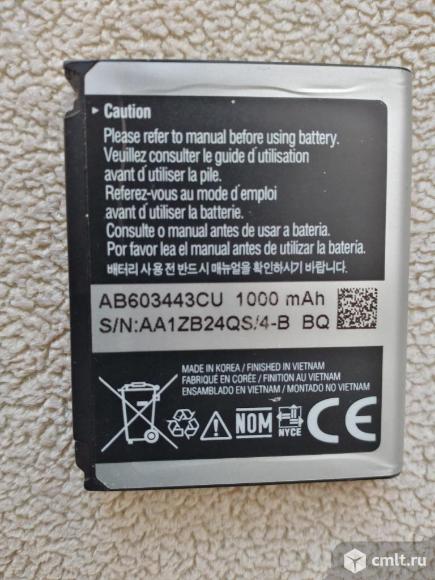 ▸ Caution
Please refer to manual before using battery.
Veuillez consulter le guide d'utilisation
avant d'utiliser la pile.
Referez-vous au mode d'emploi
avant d'utiliser la batterie.
Consulte o manual antes de usar a bateria.
Por favor lea el manual antes de utilizar la bateria.
배터리 사용 전 반드시 매뉴얼을 확인하시기 바랍니다.
AB603443CU 1000 mAh
S/N:AA1ZB24QS/4-B BQ
MADE IN KOREA / FINISHED IN VIETNAM
FABRIQUÉ EN CORÉE / FINITION AU VIETNAM
ENSAMBLADO EN VIETNAM / MONTADO NO VIETNAM
NOM
NYCE
CE
cmlt.ru